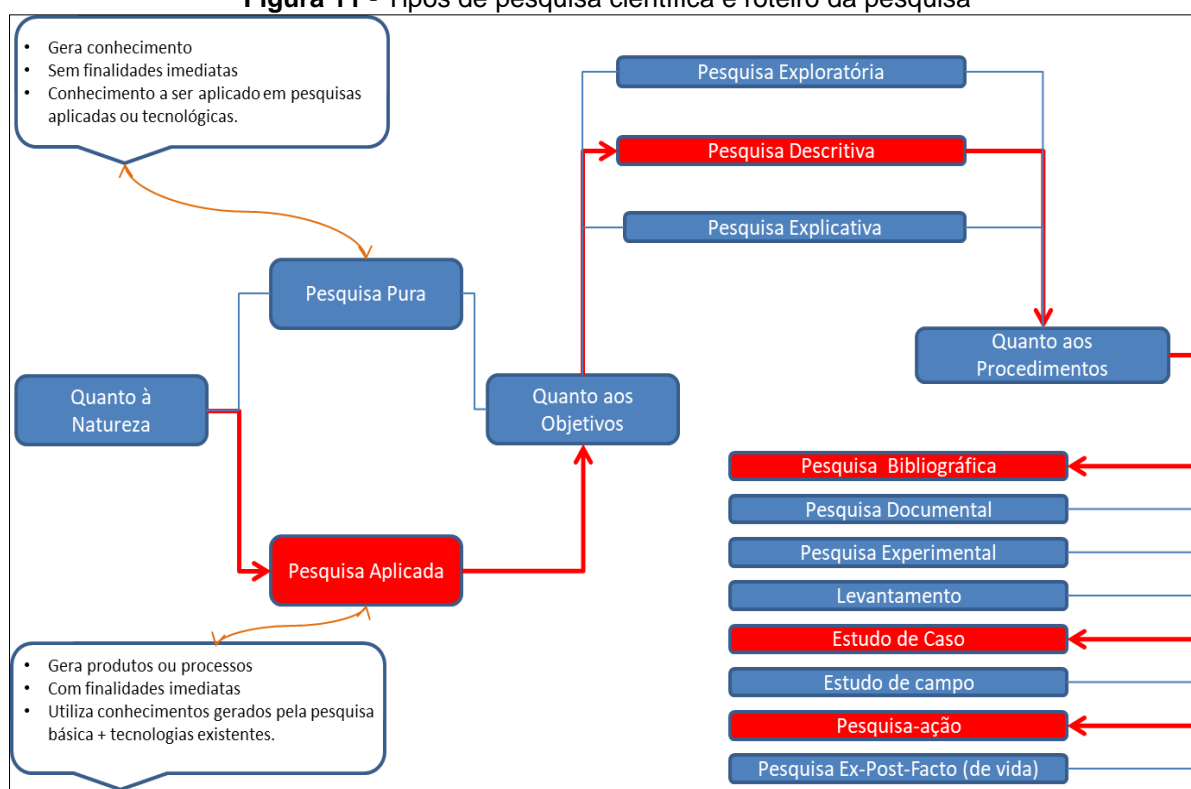 Figura 11 - Tipos de pesquisa científica e roteiro da pesquisa
• Gera conhecimento
• Sem finalidades imediatas
• Conhecimento a ser aplicado em pesquisas
aplicadas ou tecnológicas.
Pesquisa Exploratória
Pesquisa Descritiva
Pesquisa Explicativa
Pesquisa Pura
Quanto aos
Procedimentos
Quanto à
Natureza
Quanto aos
Objetivos
Pesquisa Aplicada
• Gera produtos ou processos
• Com finalidades imediatas
• Utiliza conhecimentos gerados pela pesquisa
básica + tecnologias existentes.
Pesquisa Bibliográfica
Pesquisa Documental
Pesquisa Experimental
Levantamento
Estudo de Caso
Estudo de campo
Pesquisa-ação
Pesquisa Ex-Post-Facto (de vida)